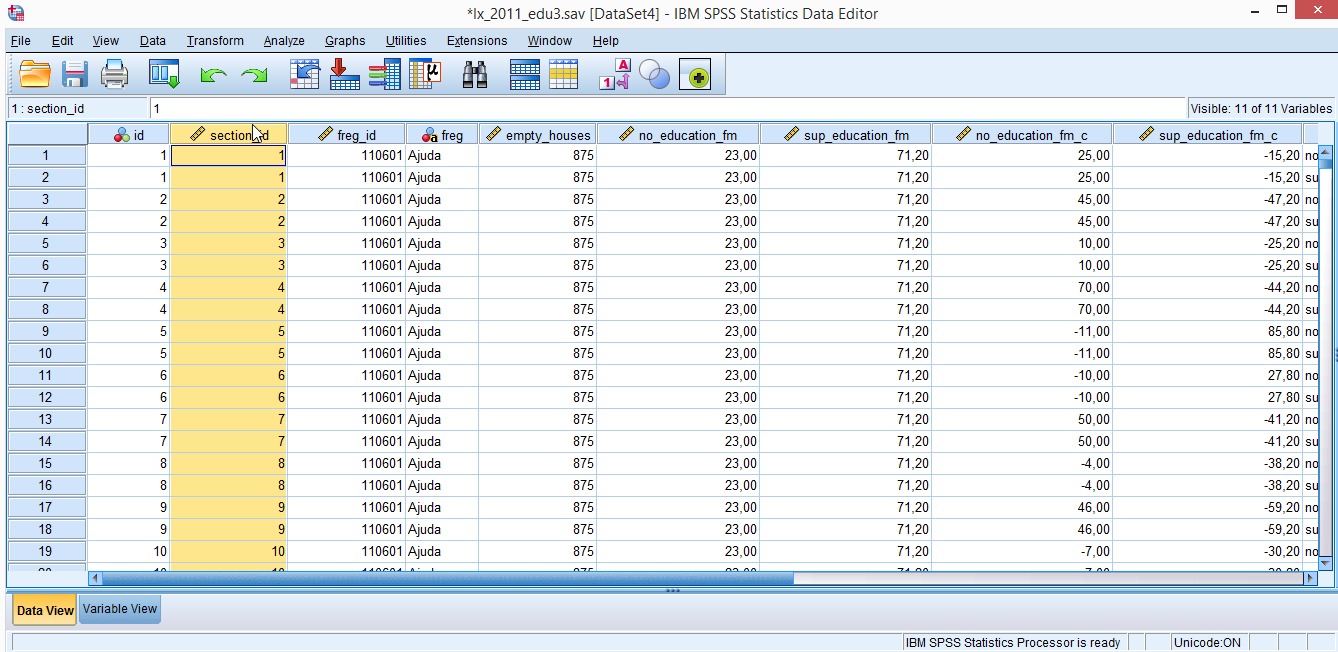 *lx_2011_edu3.sav [DataSet4] - IBM SPSS Statistics Data Editor
File Edit View Data Transform Analyze Graphs Utilities Extensions Window Help
1 : section_id 1 Visible: 11 of 11 Variables
id section_id freg_id freg empty_houses no_education_fm sup_education_fm no_education_fm_c sup_education_fm_c
1 1 1 110601 Ajuda 875 23,00 71,20 25,00 -15,20 no
2 1 1 110601 Ajuda 875 23,00 71,20 25,00 -15,20 su
3 2 2 110601 Ajuda 875 23,00 71,20 45,00 -47,20 no
4 2 2 110601 Ajuda 875 23,00 71,20 45,00 -47,20 su
5 3 3 110601 Ajuda 875 23,00 71,20 10,00 -25,20 no
6 3 3 110601 Ajuda 875 23,00 71,20 10,00 -25,20 su
7 4 4 110601 Ajuda 875 23,00 71,20 70,00 -44,20 no
8 4 4 110601 Ajuda 875 23,00 71,20 70,00 -44,20 su
9 5 5 110601 Ajuda 875 23,00 71,20 -11,00 85,80 no
10 5 5 110601 Ajuda 875 23,00 71,20 -11,00 85,80 su
11 6 6 110601 Ajuda 875 23,00 71,20 -10,00 27,80 no
12 6 6 110601 Ajuda 875 23,00 71,20 -10,00 27,80 su
13 7 7 110601 Ajuda 875 23,00 71,20 50,00 -41,20 no
14 7 7 110601 Ajuda 875 23,00 71,20 50,00 -41,20 su
15 8 8 110601 Ajuda 875 23,00 71,20 -4,00 -38,20 no
16 8 8 110601 Ajuda 875 23,00 71,20 -4,00 -38,20 su
17 9 9 110601 Ajuda 875 23,00 71,20 46,00 -59,20 no
18 9 9 110601 Ajuda 875 23,00 71,20 46,00 -59,20 su
19 10 10 110601 Ajuda 875 23,00 71,20 -7,00 -30,20 no
Data View Variable View
IBM SPSS Statistics Processor is ready Unicode:ON